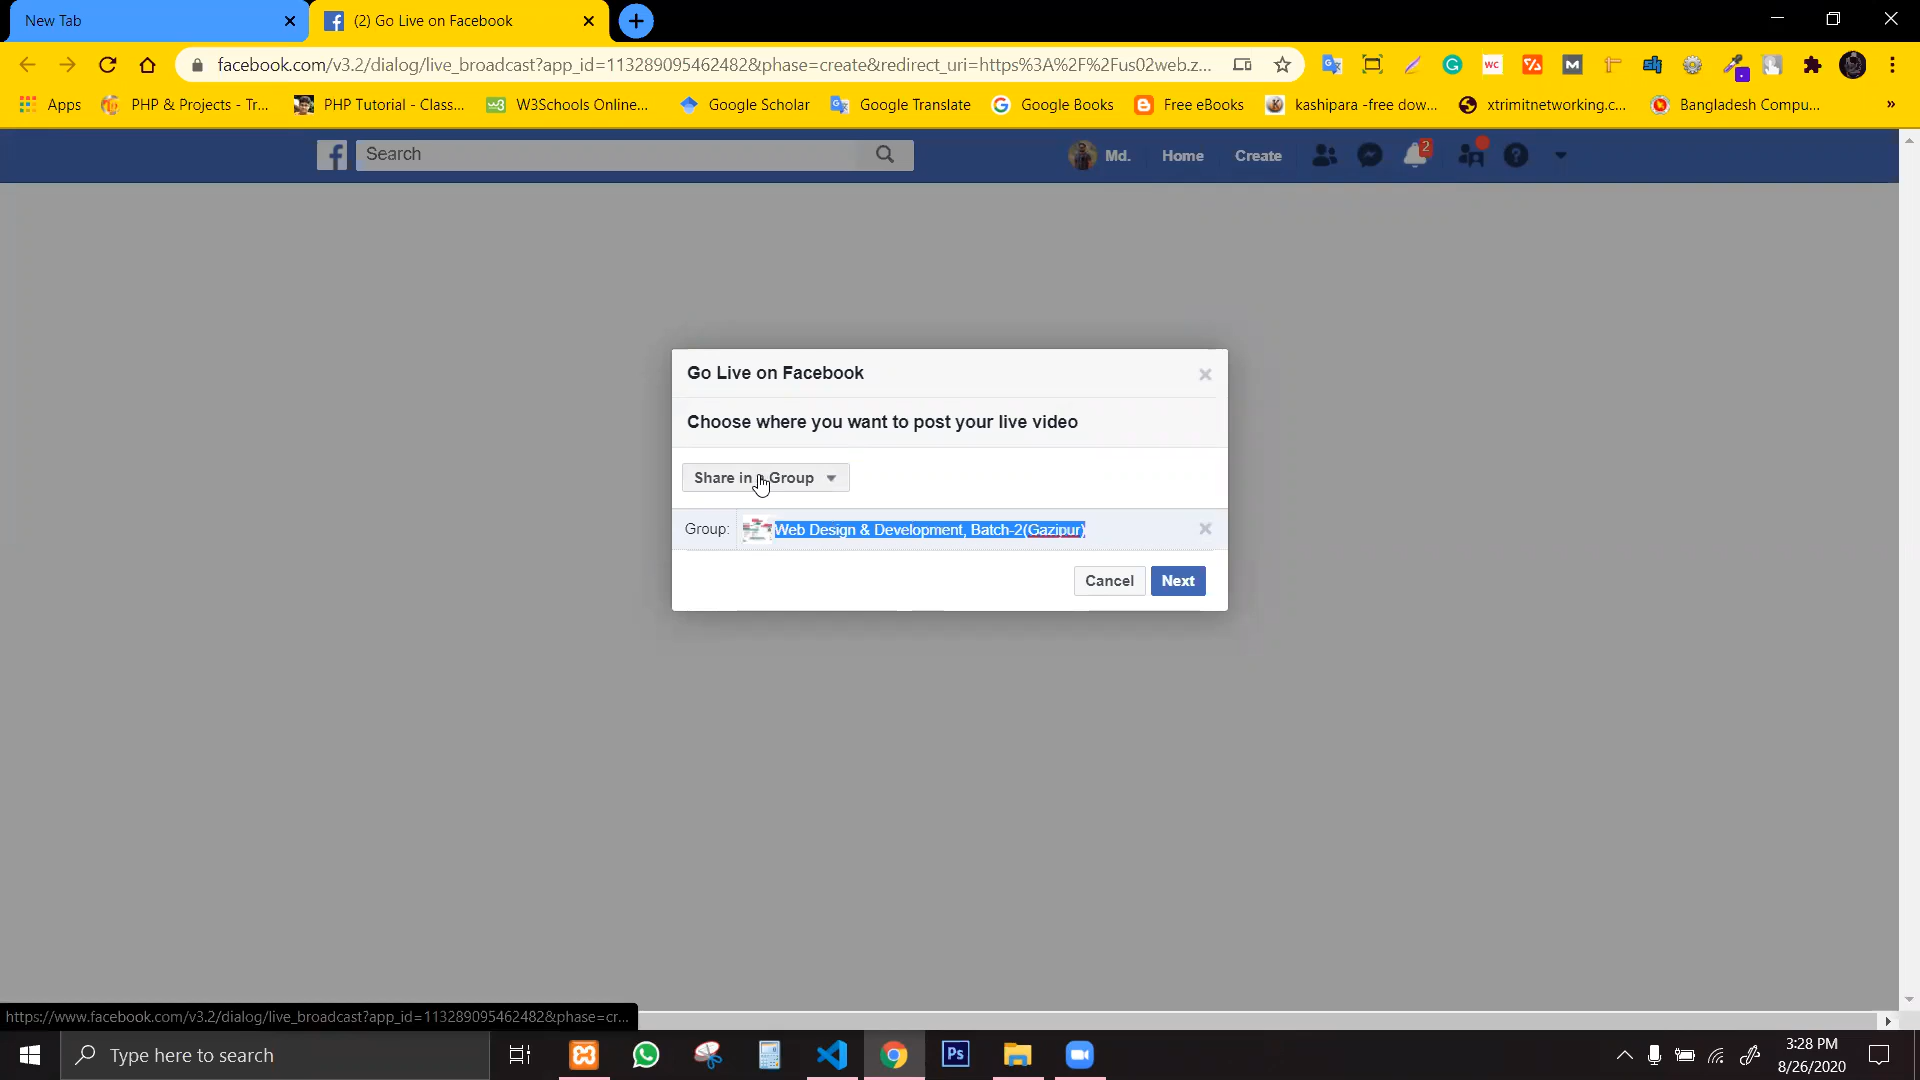 New Tab
(2) Go Live on Facebook
facebook.com/v3.2/dialog/live_broadcast?app_id=113289095462482&phase=create&redirect_uri=https%3A%2F%2Fus02web.z...
Apps
PHP & Projects - Tr...
PHP Tutorial - Class...
W3Schools Online...
Google Scholar
Google Translate
Google Books
Free eBooks
kashipara -free dow...
xtrimitnetworking.c...
Bangladesh Compu...
»
Search
Md.
Home
Create
2
Go Live on Facebook
Choose where you want to post your live video
Share in a Group
Group: Web Design & Development, Batch-2(Gazipur)
Cancel
Next
https://www.facebook.com/v3.2/dialog/live_broadcast?app_id=113289095462482&phase=cr...
Type here to search
Ps
3:28 PM
8/26/2020